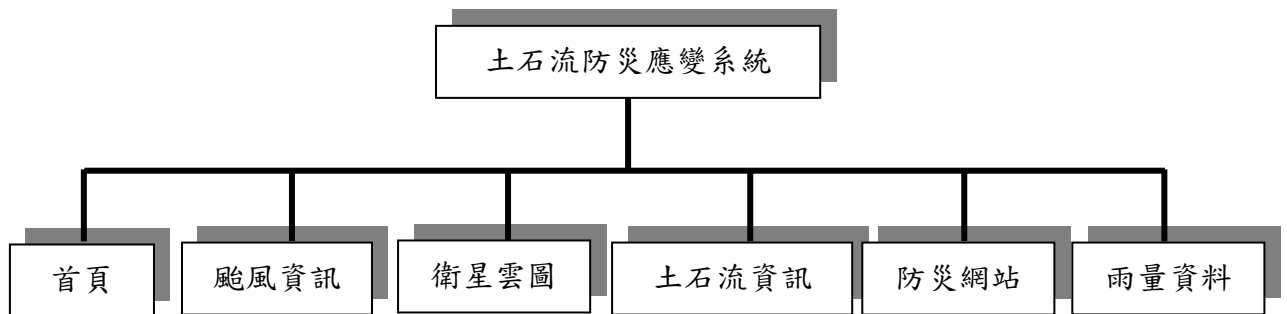 土石流防災應變系統
首頁
颱風資訊
衛星雲圖
土石流資訊
防災網站
雨量資料